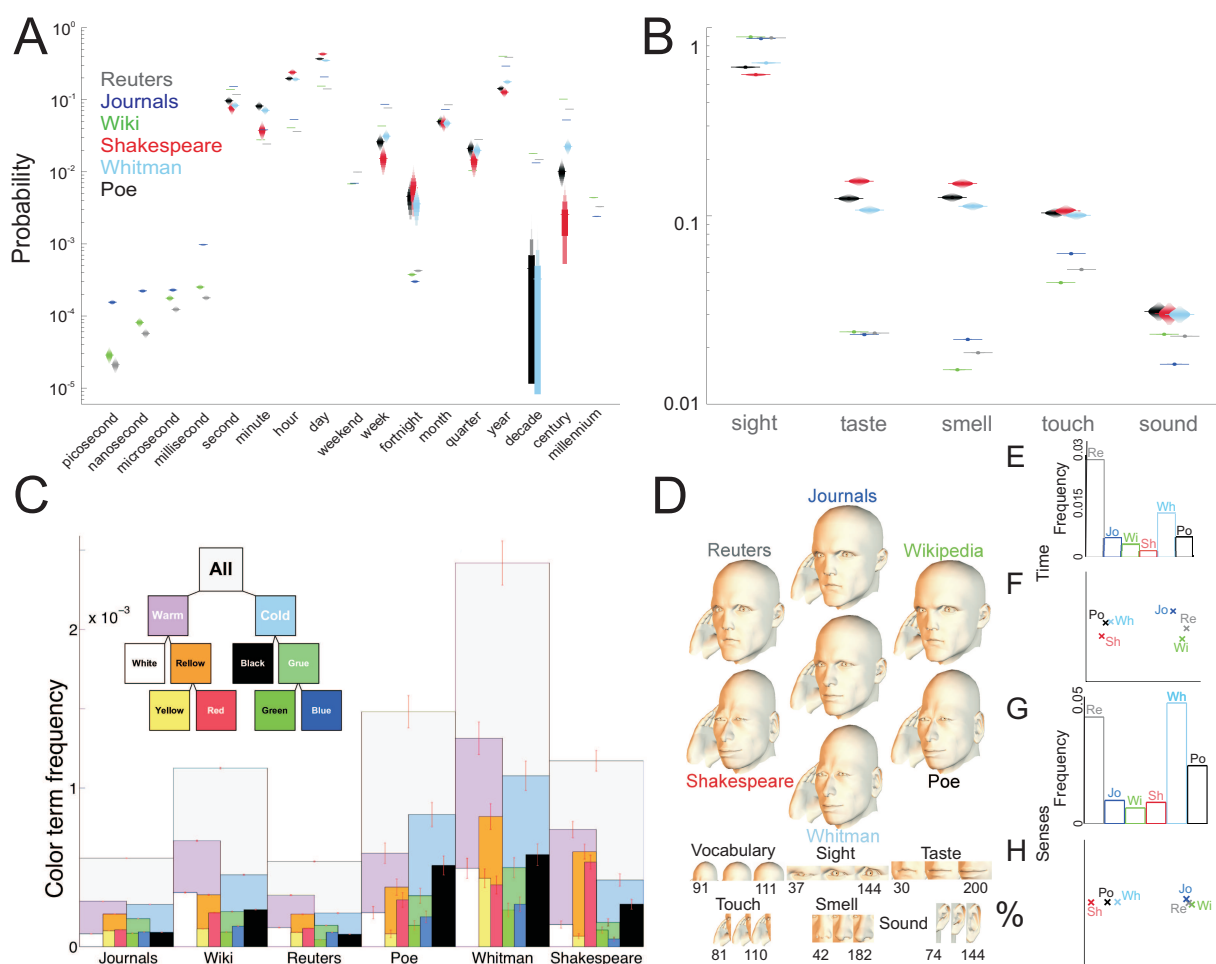 A
Probability
10^0
10^-1
10^-2
10^-3
10^-4
10^-5
Reuters
Journals
Wiki
Shakespeare
Whitman
Poe
picosecond
nanosecond
microsecond
millisecond
second
minute
hour
day
weekend
week
fortnight
month
quarter
year
decade
century
millennium
B
1
0.1
0.01
sight
taste
smell
touch
sound
C
Color term frequency
x 10^-3
2
1
0
All
Warm
Cold
White
Rellow
Black
Grue
Yellow
Red
Green
Blue
Journals
Wiki
Reuters
Poe
Whitman
Shakespeare
D
Journals
Reuters
Wikipedia
Shakespeare
Poe
Whitman
Vocabulary
91 111
Sight
37 144
Taste
30 200
Touch
81 110
Smell
42 182
Sound
74 144
%
E
Frequency
0 0.015 0.03
Re
Jo
Wi
Sh
Wh
Po
Time
F
Po
Wh
Sh
Jo
Re
Wi
G
Frequency
0 0.05
Re
Jo
Wi
Sh
Wh
Po
Senses
H
Sh
Po
Wh
Jo
Re
Wi